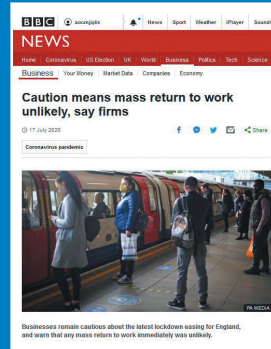 BBC aocmjq4s News Sport Weather iPlayer Sounds
NEWS
Home Coronavirus US Election UK World Business Politics Tech Science
Business Your Money Market Data Companies Economy
Caution means mass return to work
unlikely, say firms
17 July 2020 Share
Coronavirus pandemic
PA MEDIA
Businesses remain cautious about the latest lockdown easing for England,
and warn that any mass return to work immediately was unlikely.